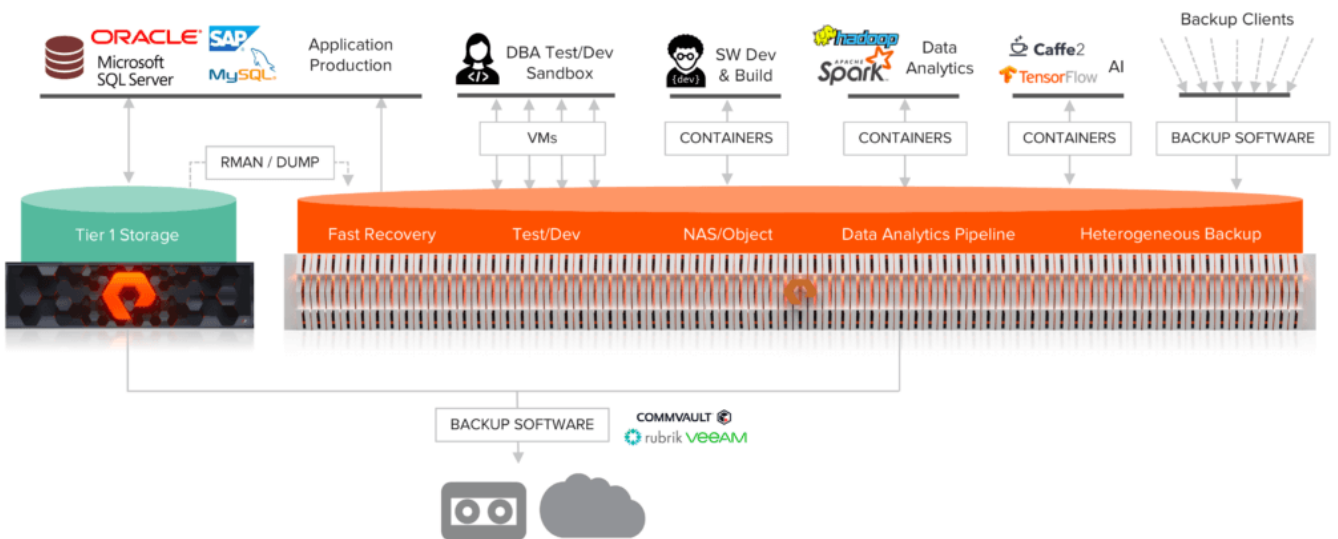 ORACLE
SAP
Microsoft
SQL Server
MySQL
Application
Production
</>
DBA Test/Dev
Sandbox
{dev}
SW Dev
& Build
hadoop
APACHE
Spark
Data
Analytics
Caffe2
TensorFlow
AI
Backup Clients
RMAN / DUMP
VMs
CONTAINERS
CONTAINERS
CONTAINERS
BACKUP SOFTWARE
Tier 1 Storage
Fast Recovery
Test/Dev
NAS/Object
Data Analytics Pipeline
Heterogeneous Backup
BACKUP SOFTWARE
COMMVAULT
rubrik
veeAM